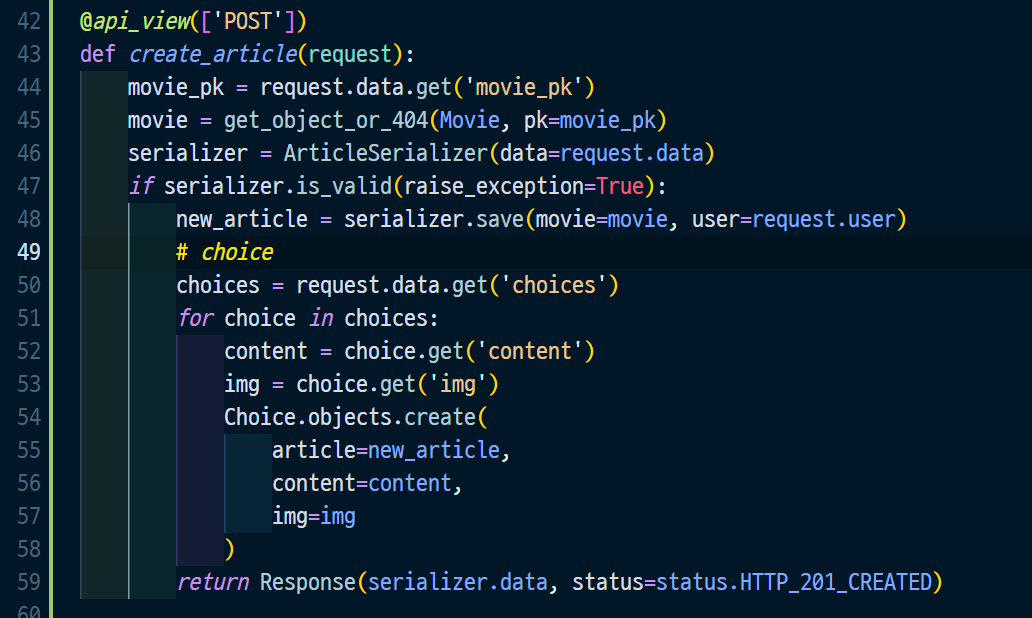 42 @api_view(['POST'])
43 def create_article(request):
44     movie_pk = request.data.get('movie_pk')
45     movie = get_object_or_404(Movie, pk=movie_pk)
46     serializer = ArticleSerializer(data=request.data)
47     if serializer.is_valid(raise_exception=True):
48         new_article = serializer.save(movie=movie, user=request.user)
49         # choice
50         choices = request.data.get('choices')
51         for choice in choices:
52             content = choice.get('content')
53             img = choice.get('img')
54             Choice.objects.create(
55                 article=new_article,
56                 content=content,
57                 img=img
58             )
59         return Response(serializer.data, status=status.HTTP_201_CREATED)
60